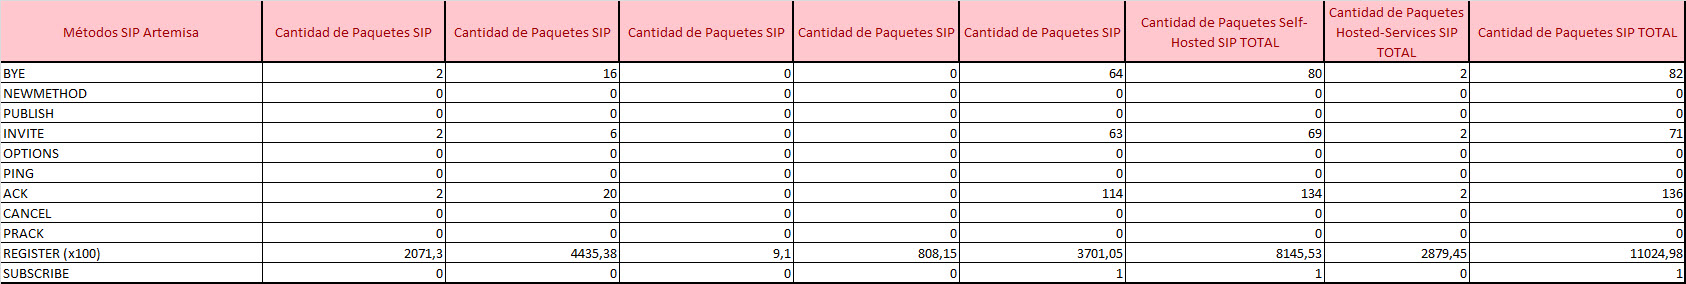 Métodos SIP Artemisa Cantidad de Paquetes SIP Cantidad de Paquetes SIP Cantidad de Paquetes SIP Cantidad de Paquetes SIP Cantidad de Paquetes SIP Cantidad de Paquetes Self-Hosted SIP TOTAL Cantidad de Paquetes Hosted-Services SIP TOTAL Cantidad de Paquetes SIP TOTAL
BYE 2 16 0 0 64 80 2 82
NEWMETHOD 0 0 0 0 0 0 0 0
PUBLISH 0 0 0 0 0 0 0 0
INVITE 2 6 0 0 63 69 2 71
OPTIONS 0 0 0 0 0 0 0 0
PING 0 0 0 0 0 0 0 0
ACK 2 20 0 0 114 134 2 136
CANCEL 0 0 0 0 0 0 0 0
PRACK 0 0 0 0 0 0 0 0
REGISTER (x100) 2071,3 4435,38 9,1 808,15 3701,05 8145,53 2879,45 11024,98
SUBSCRIBE 0 0 0 0 1 1 0 1